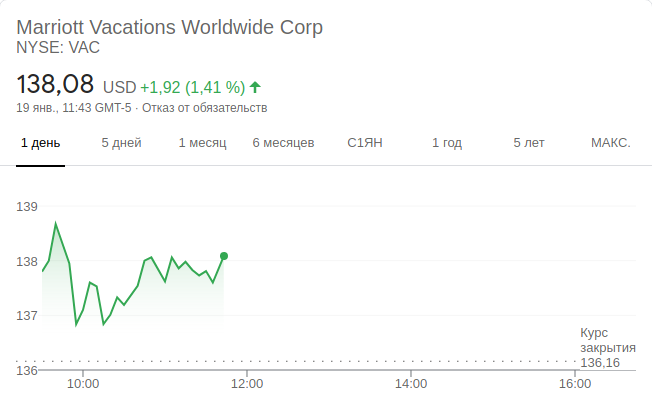 Marriott Vacations Worldwide Corp
NYSE: VAC
138,08 USD +1,92 (1,41 %)
19 янв., 11:43 GMT-5 · Отказ от обязательств
1 день 5 дней 1 месяц 6 месяцев С1ЯН 1 год 5 лет МАКС.
139
138
137
Курс
закрытия
136,16
136
10:00 12:00 14:00 16:00